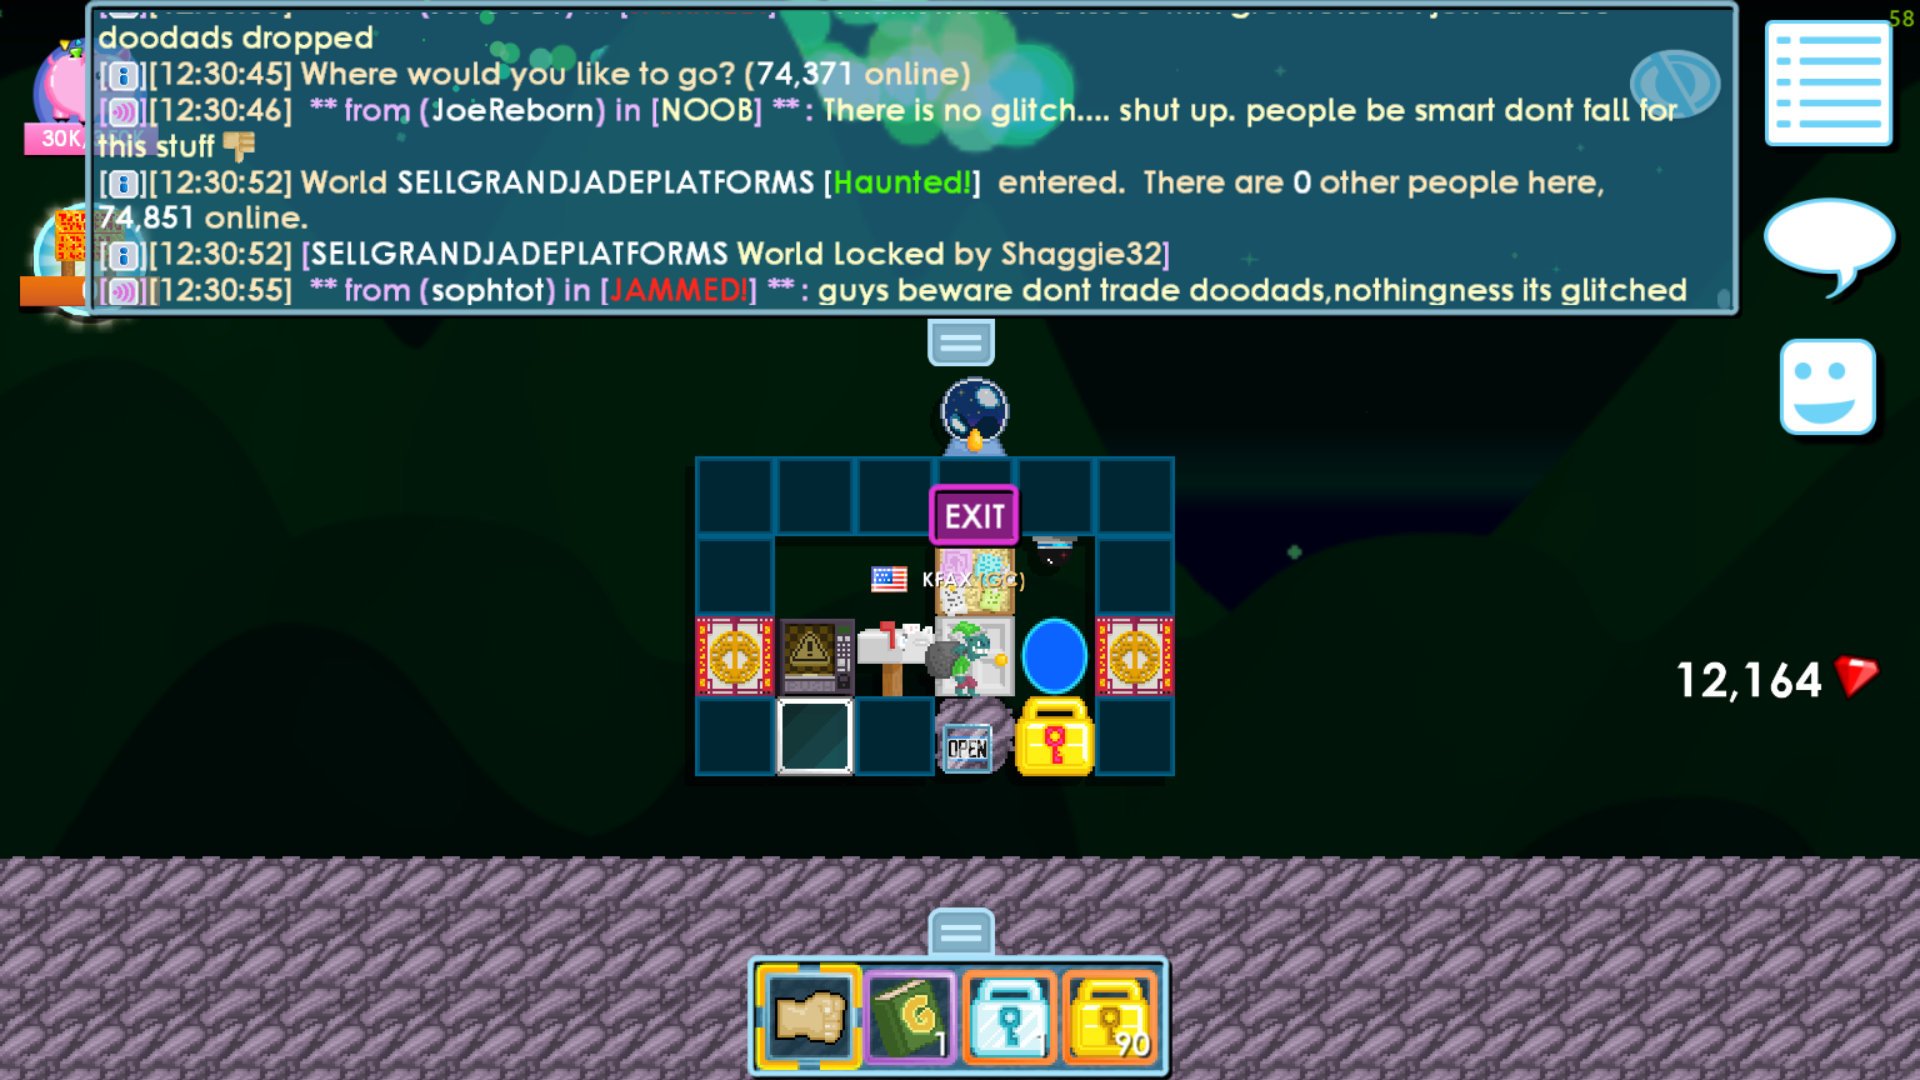 58
doodads dropped
[12:30:45] Where would you like to go? (74,371 online)
[12:30:46] ** from (JoeReborn) in [NOOB] ** : There is no glitch.... shut up. people be smart dont fall for
this stuff
[12:30:52] World SELLGRANDJADEPLATFORMS [Haunted!] entered. There are 0 other people here,
74,851 online.
[12:30:52] [SELLGRANDJADEPLATFORMS World Locked by Shaggie32]
[12:30:55] ** from (sophtot) in [JAMMED!] ** : guys beware dont trade doodads,nothingness its glitched
30K
EXIT
KFAX (GC)
12,164
OPEN
1
1
90